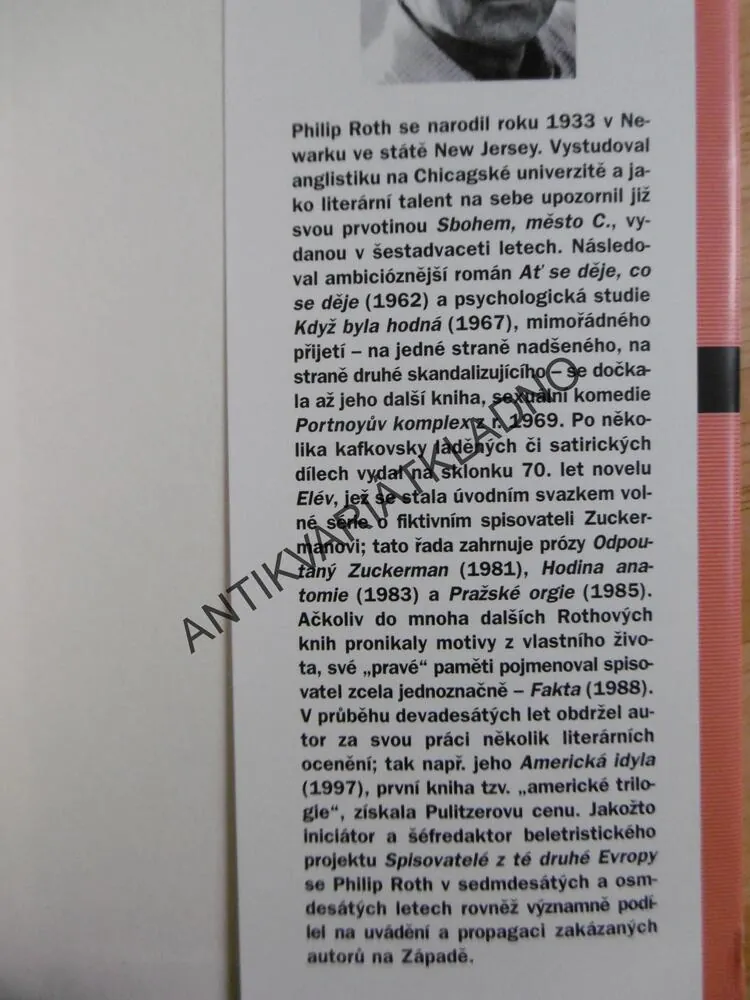 Philip Roth se narodil roku 1933 v Ne-
warku ve státě New Jersey. Vystudoval
anglistiku na Chicagské univerzitě a ja-
ko literární talent na sebe upozornil již
svou prvotinou Sbohem, město C., vy-
danou v šestadvaceti letech. Následo-
val ambicióznější román Ať se děje, co
se děje (1962) a psychologická studie
Když byla hodná (1967), mimořádného
přijetí – na jedné straně nadšeného, na
straně druhé skandalizujícího – se dočka-
la až jeho další kniha, sexuální komedie
Portnoyův komplex z r. 1969. Po něko-
lika kafkovsky laděných či satirických
dílech vydal na sklonku 70. let novelu
Elév, jež se stala úvodním svazkem vol-
né série o fiktivním spisovateli Zucker-
manovi; tato řada zahrnuje prózy Odpou-
taný Zuckerman (1981), Hodina ana-
tomie (1983) a Pražské orgie (1985).
Ačkoliv do mnoha dalších Rothových
knih pronikaly motivy z vlastního živo-
ta, své „pravé“ paměti pojmenoval spiso-
vatel zcela jednoznačně – Fakta (1988).
V průběhu devadesátých let obdržel au-
tor za svou práci několik literárních
ocenění; tak např. jeho Americká idyla
(1997), první kniha tzv. „americké trilo-
gie“, získala Pulitzerovu cenu. Jakožto
iniciátor a šéfredaktor beletristického
projektu Spisovatelé z té druhé Evropy
se Philip Roth v sedmdesátých a osm-
desátých letech rovněž významně podí-
lel na uvádění a propagaci zakázaných
autorů na Západě.
ANTIKVARIÁTKLADNO